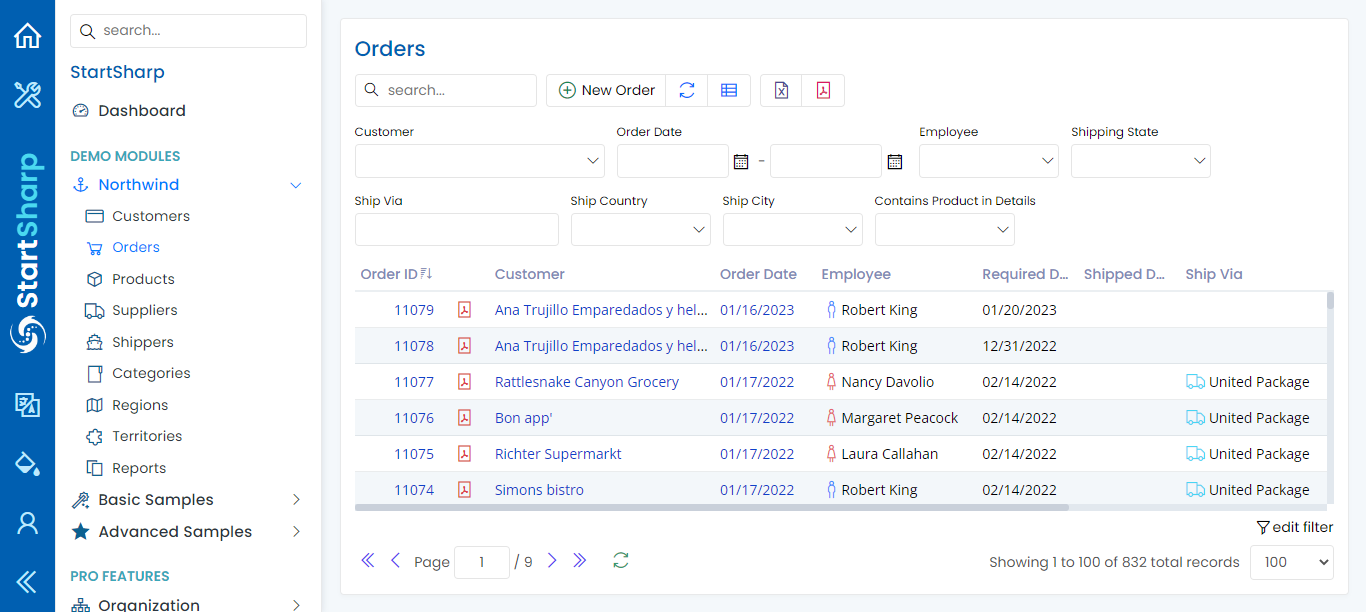 search...
StartSharp
Dashboard
DEMO MODULES
Northwind
Customers
Orders
Products
Suppliers
Shippers
Categories
Regions
Territories
Reports
Basic Samples
Advanced Samples
PRO FEATURES
Organization
StartSharp
Orders
search... New Order
Customer Order Date Employee Shipping State
-
Ship Via Ship Country Ship City Contains Product in Details
Order ID Customer Order Date Employee Required D... Shipped D... Ship Via
11079 Ana Trujillo Emparedados y hel... 01/16/2023 Robert King 01/20/2023
11078 Ana Trujillo Emparedados y hel... 01/16/2023 Robert King 12/31/2022
11077 Rattlesnake Canyon Grocery 01/17/2022 Nancy Davolio 02/14/2022 United Package
11076 Bon app' 01/17/2022 Margaret Peacock 02/14/2022 United Package
11075 Richter Supermarkt 01/17/2022 Laura Callahan 02/14/2022 United Package
11074 Simons bistro 01/17/2022 Robert King 02/14/2022 United Package
edit filter
Page 1 / 9 Showing 1 to 100 of 832 total records 100